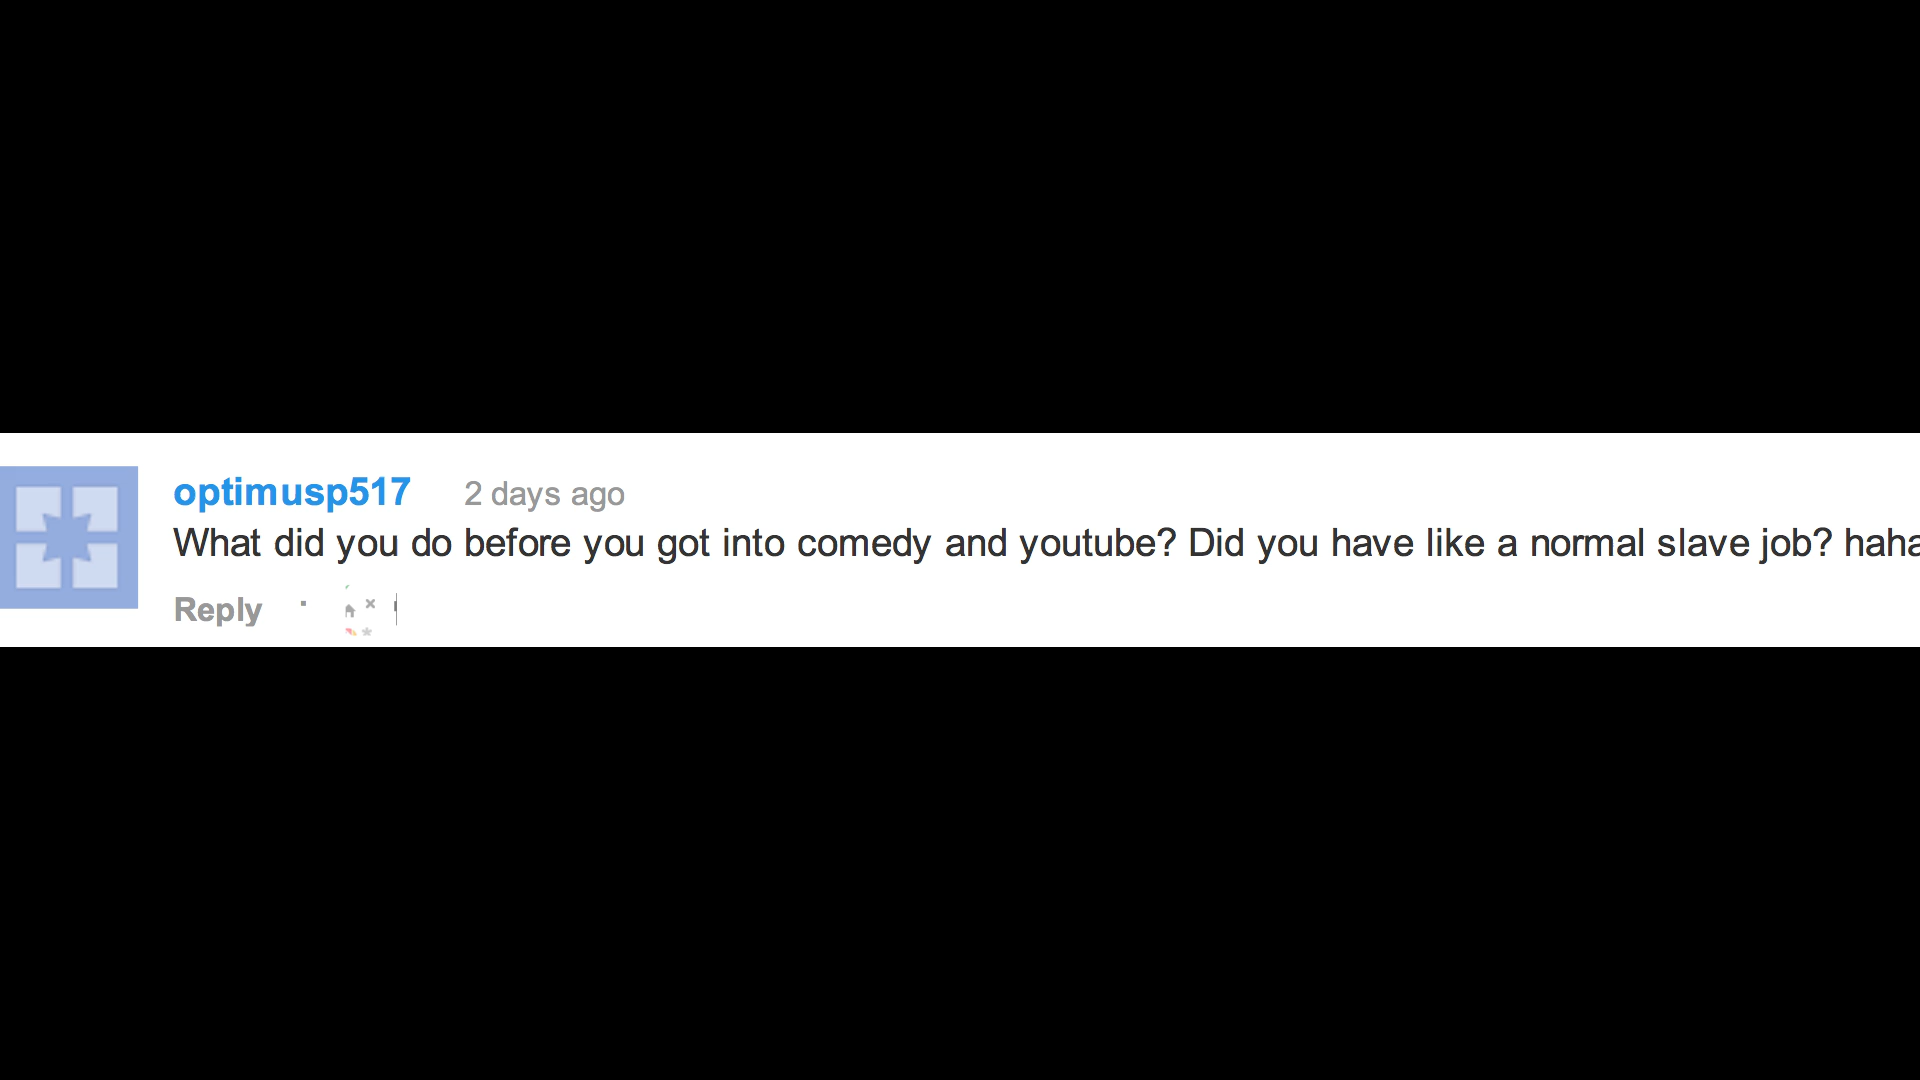 optimusp517 2 days ago
What did you do before you got into comedy and youtube? Did you have like a normal slave job? haha
Reply ·